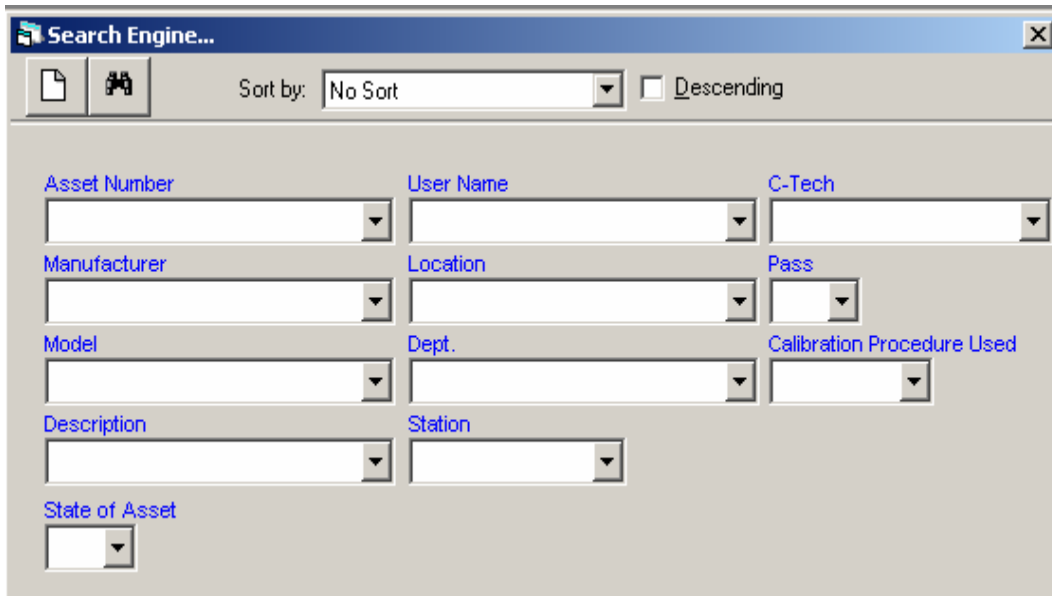 Search Engine...
Sort by: No Sort Descending
Asset Number User Name C-Tech
Manufacturer Location Pass
Model Dept. Calibration Procedure Used
Description Station
State of Asset